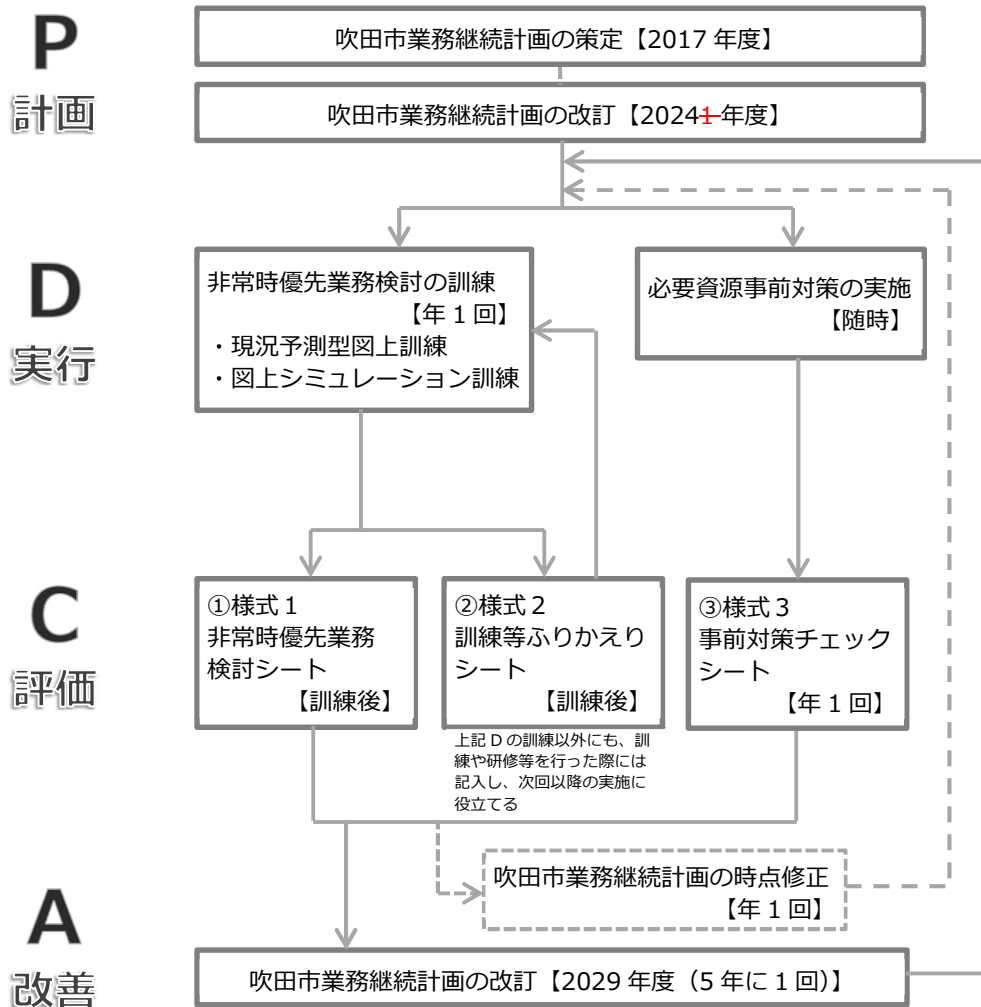 P
計画
吹田市業務継続計画の策定【2017 年度】
吹田市業務継続計画の改訂【20241 年度】
D
実行
非常時優先業務検討の訓練
【年 1 回】
・現況予測型図上訓練
・図上シミュレーション訓練
必要資源事前対策の実施
【随時】
C
評価
①様式 1
非常時優先業務
検討シート
【訓練後】
②様式 2
訓練等ふりかえり
シート
【訓練後】
上記 D の訓練以外にも、訓
練や研修等を行った際には
記入し、次回以降の実施に
役立てる
③様式 3
事前対策チェック
シート
【年 1 回】
A
改善
吹田市業務継続計画の時点修正
【年 1 回】
吹田市業務継続計画の改訂【2029 年度（5 年に 1 回）】